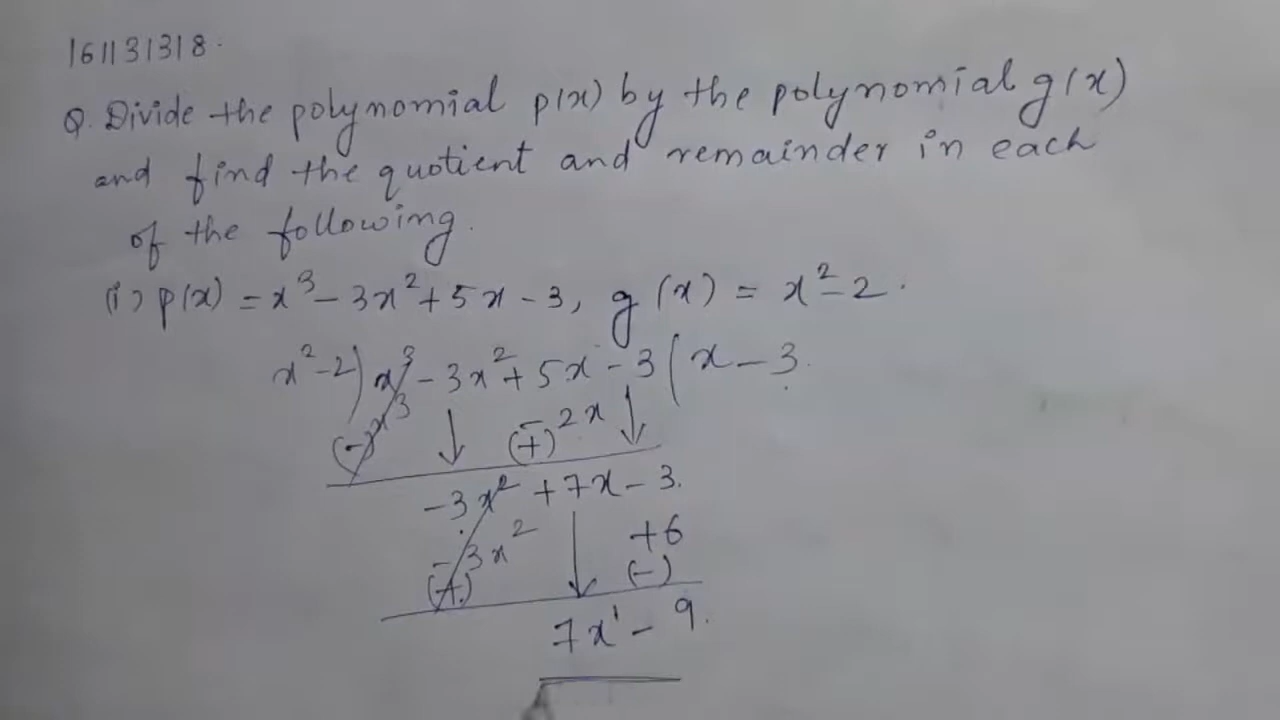 161131318.
Q. Divide the polynomial p(x) by the polynomial g(x)
and find the quotient and remainder in each
of the following.
(i) p(x) = x³ - 3x² + 5x - 3, g(x) = x² - 2.
x² - 2) x³ - 3x² + 5x - 3 ( x - 3.
(-) x³ ↓ (+) - 2x ↓
-3x² + 7x - 3.
-3x² ↓ +6
(+) (-)
7x¹ - 9.